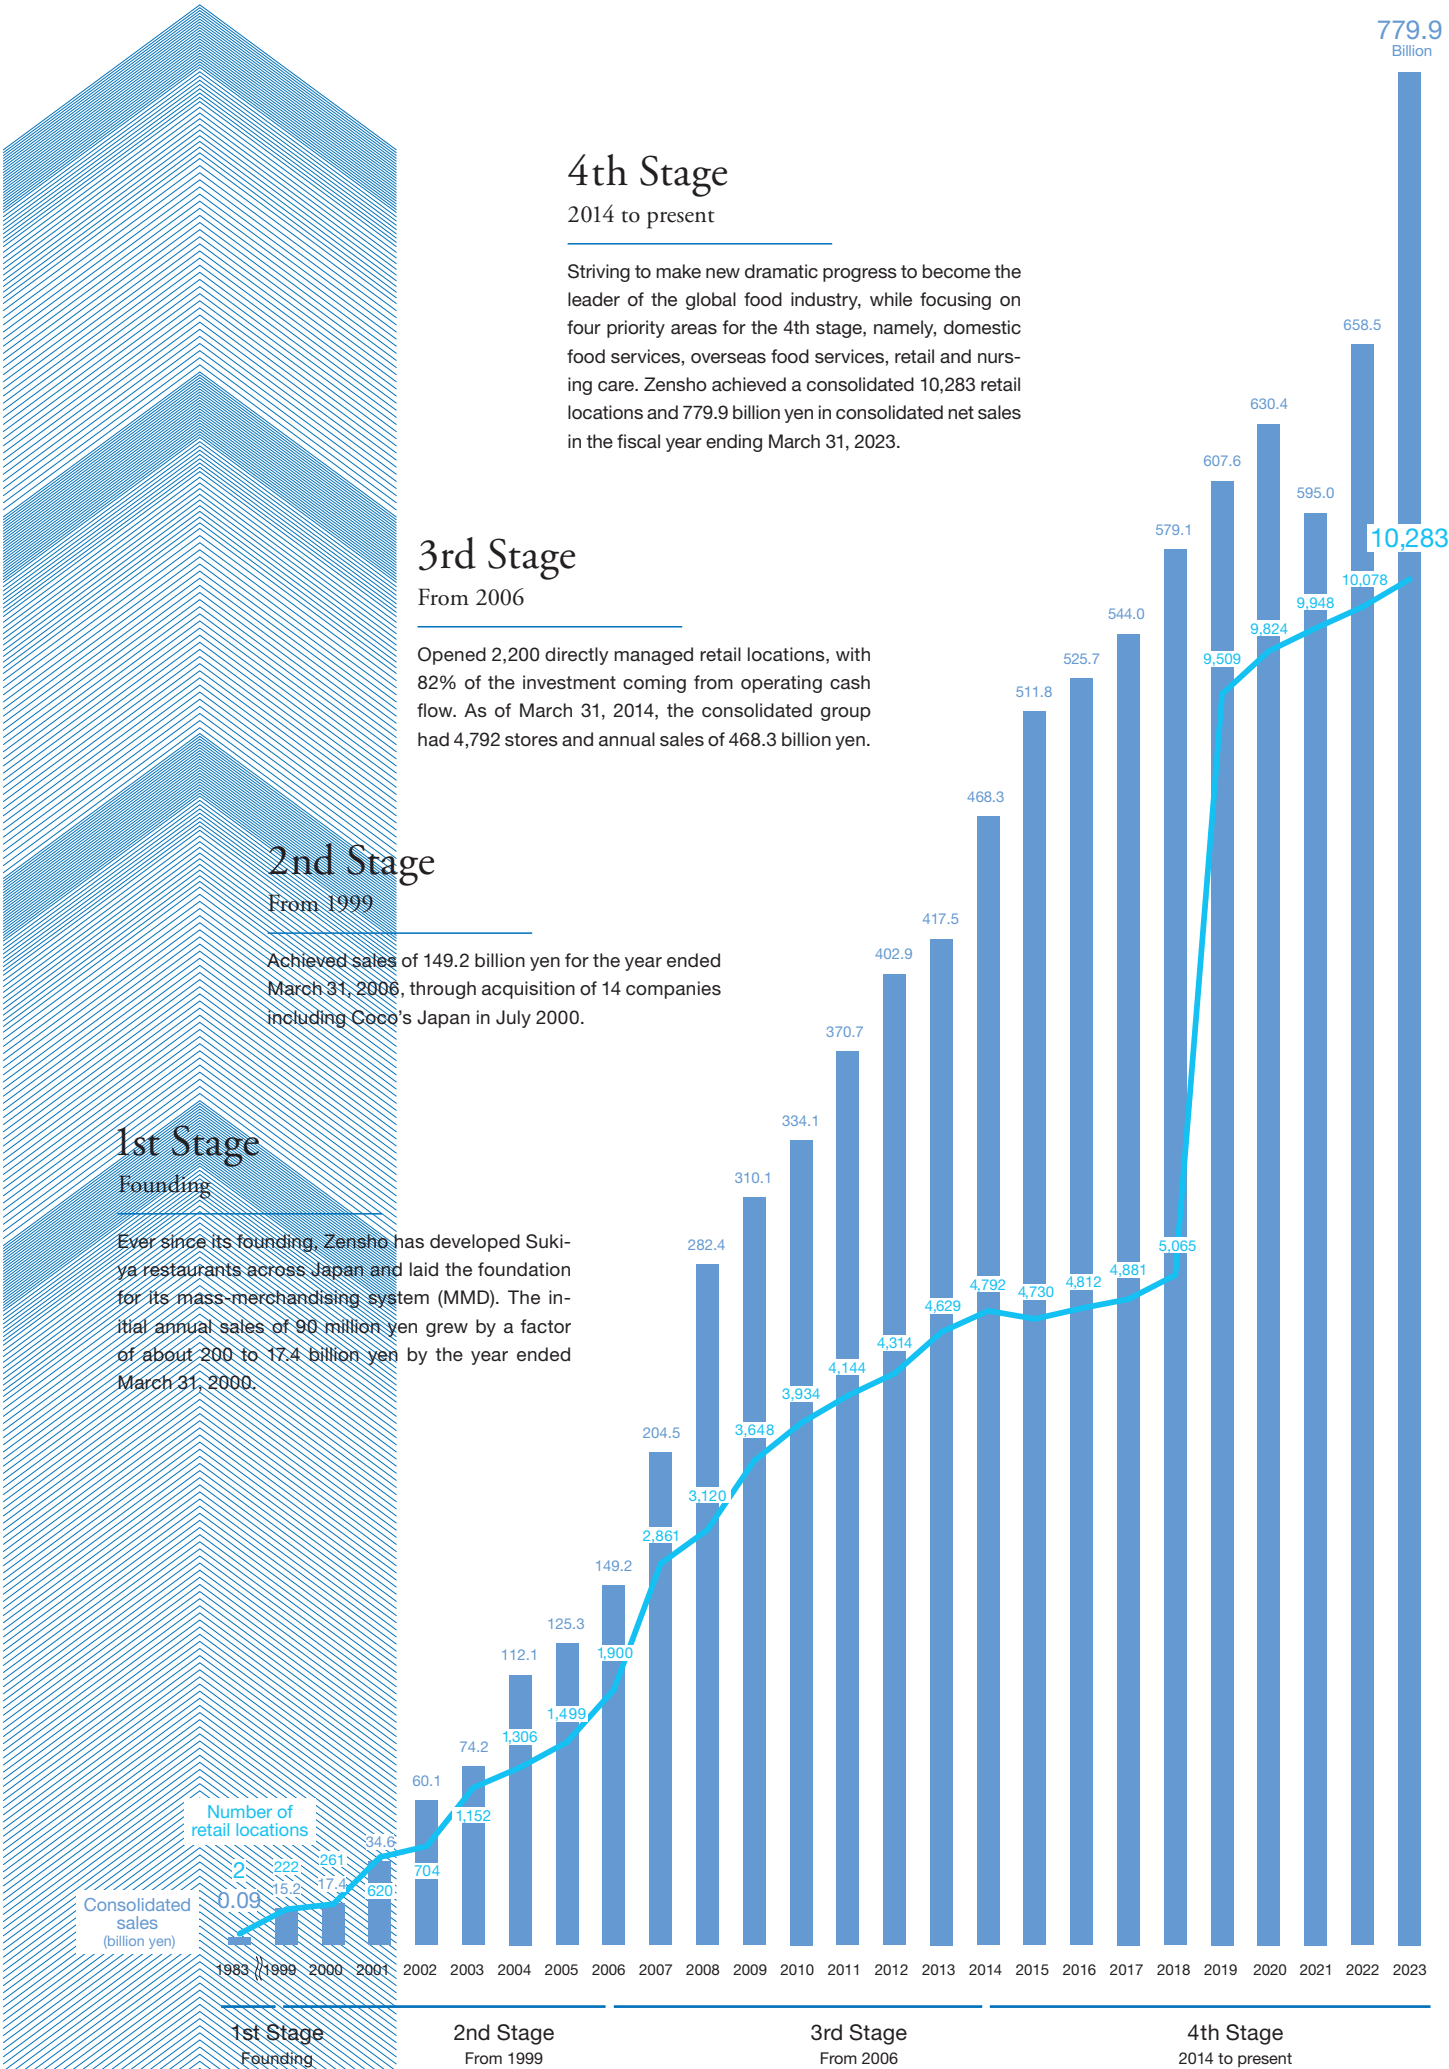 779.9
Billion
4th Stage
2014 to present
Striving to make new dramatic progress to become the
leader of the global food industry, while focusing on
four priority areas for the 4th stage, namely, domestic
food services, overseas food services, retail and nurs-
ing care. Zensho achieved a consolidated 10,283 retail
locations and 779.9 billion yen in consolidated net sales
in the fiscal year ending March 31, 2023.
658.5
630.4
607.6
595.0
579.1
10,283
3rd Stage
From 2006
Opened 2,200 directly managed retail locations, with
82% of the investment coming from operating cash
flow. As of March 31, 2014, the consolidated group
had 4,792 stores and annual sales of 468.3 billion yen.
10,078
9,948
9,824
9,509
544.0
525.7
511.8
468.3
2nd Stage
From 1999
Achieved sales of 149.2 billion yen for the year ended
March 31, 2006, through acquisition of 14 companies
including Coco's Japan in July 2000.
417.5
402.9
370.7
334.1
310.1
282.4
1st Stage
Founding
Ever since its founding, Zensho has developed Suki-
ya restaurants across Japan and laid the foundation
for its mass-merchandising system (MMD). The in-
itial annual sales of 90 million yen grew by a factor
of about 200 to 17.4 billion yen by the year ended
March 31, 2000.
5,065
4,881
4,812
4,730
4,792
4,629
4,314
4,144
3,934
3,648
204.5
3,120
2,861
149.2
125.3
1,900
112.1
1,499
1,306
74.2
60.1
1,152
Number of
retail locations
34.6
2
222
261
704
620
Consolidated
sales
(billion yen)
0.09
15.2
17.4
1983 1999 2000 2001 2002 2003 2004 2005 2006 2007 2008 2009 2010 2011 2012 2013 2014 2015 2016 2017 2018 2019 2020 2021 2022 2023
1st Stage
Founding
2nd Stage
From 1999
3rd Stage
From 2006
4th Stage
2014 to present